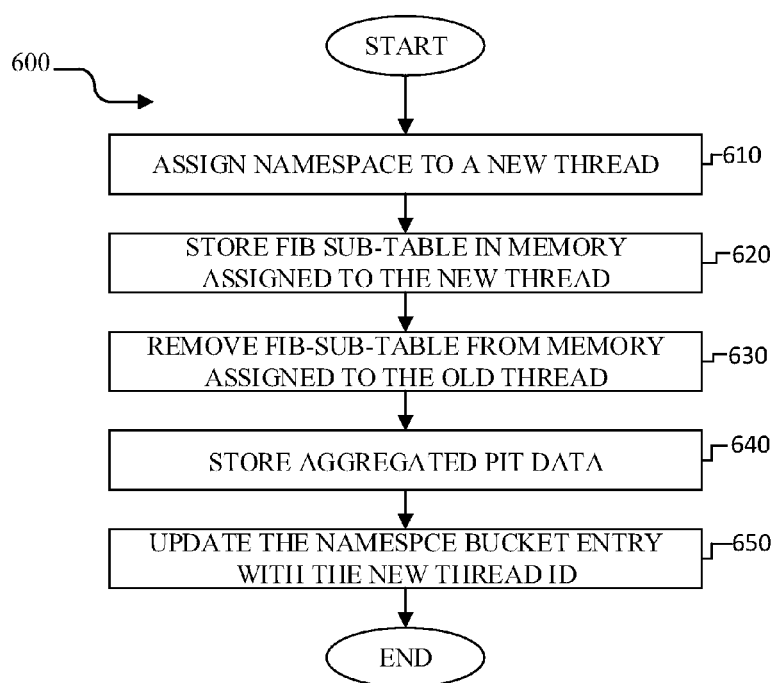 START
600
ASSIGN NAMESPACE TO A NEW THREAD
610
STORE FIB SUB-TABLE IN MEMORY
ASSIGNED TO THE NEW THREAD
620
REMOVE FIB-SUB-TABLE FROM MEMORY
ASSIGNED TO THE OLD THREAD
630
STORE AGGREGATED PIT DATA
640
UPDATE THE NAMESPCE BUCKET ENTRY
WITH THE NEW THREAD ID
650
END